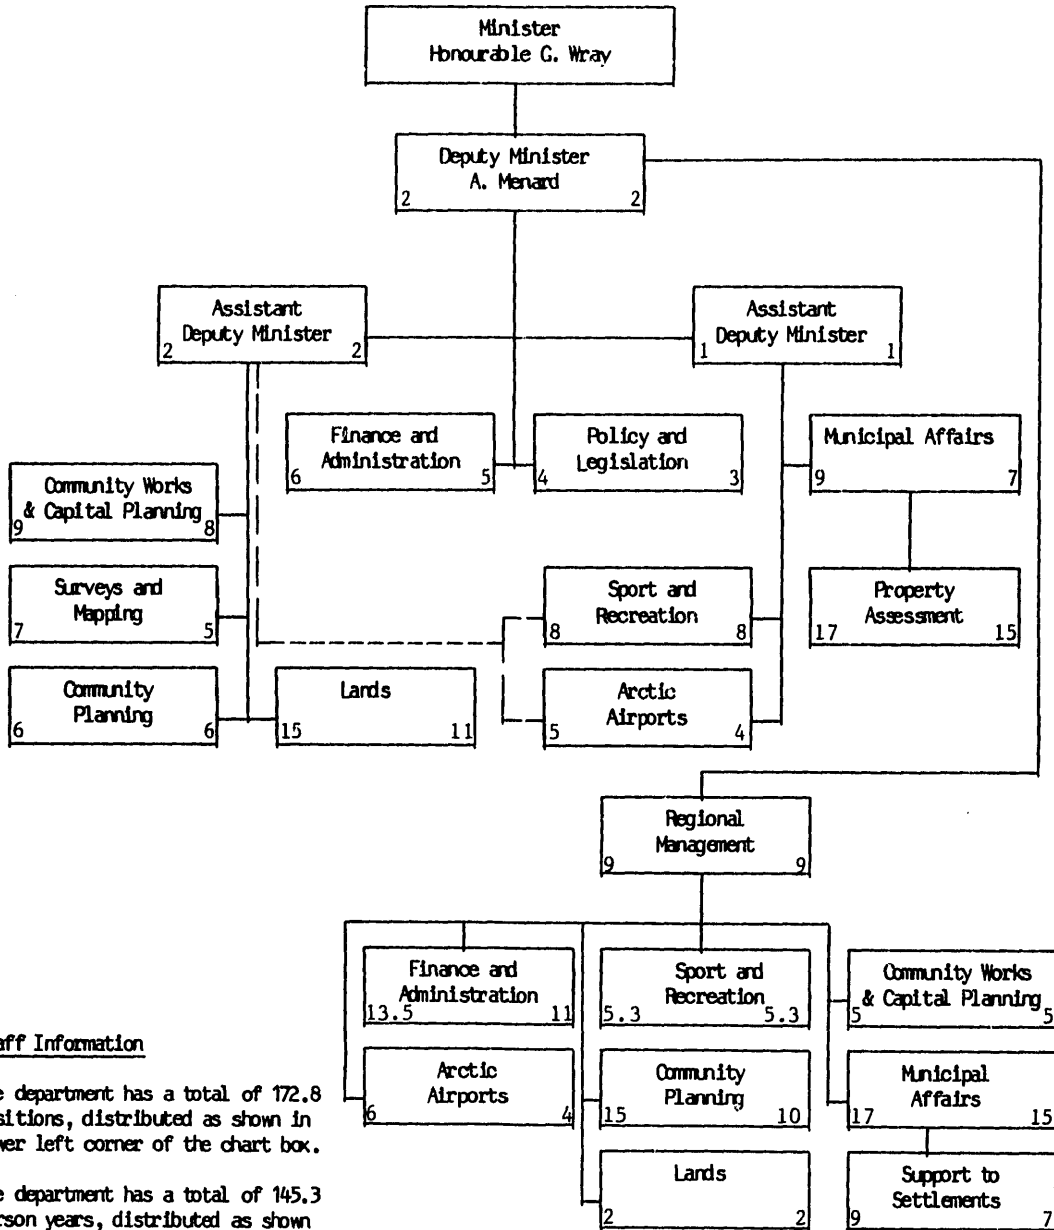 Minister
Honourable G. Wray
Deputy Minister
A. Menard
2 2
Assistant
Deputy Minister
2 2
Assistant
Deputy Minister
1 1
Finance and
Administration
6 5
Policy and
Legislation
4 3
Municipal Affairs
9 7
Community Works
& Capital Planning
9 8
Surveys and
Mapping
7 5
Sport and
Recreation
8 8
Property
Assessment
17 15
Community
Planning
6 6
Lands
15 11
Arctic
Airports
5 4
Regional
Management
9 9
Finance and
Administration
13.5 11
Sport and
Recreation
5.3 5.3
Community Works
& Capital Planning
5 5
Arctic
Airports
6 4
Community
Planning
15 10
Municipal
Affairs
17 15
Lands
2 2
Support to
Settlements
9 7
aff Information
e department has a total of 172.8
sitions, distributed as shown in
wer left corner of the chart box.
e department has a total of 145.3
erson years, distributed as shown